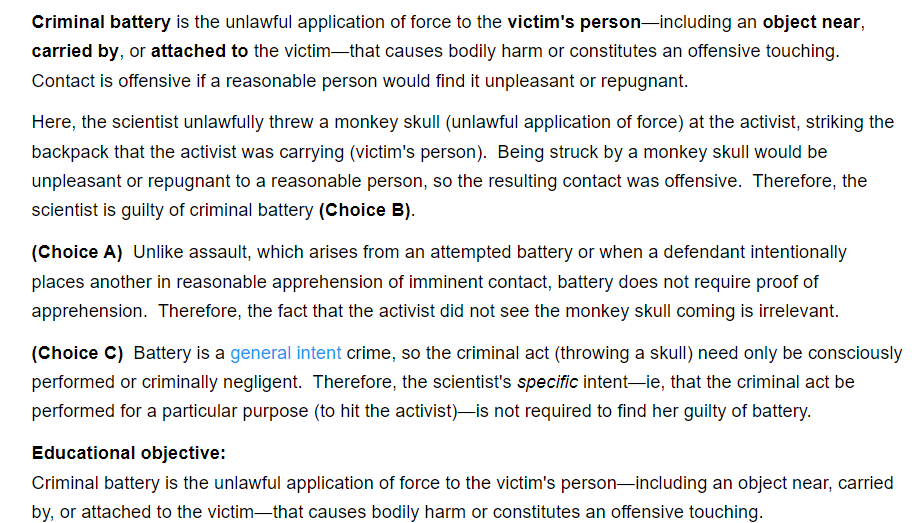 Criminal battery is the unlawful application of force to the victim's person—including an object near,
carried by, or attached to the victim—that causes bodily harm or constitutes an offensive touching.
Contact is offensive if a reasonable person would find it unpleasant or repugnant.
Here, the scientist unlawfully threw a monkey skull (unlawful application of force) at the activist, striking the
backpack that the activist was carrying (victim's person).  Being struck by a monkey skull would be
unpleasant or repugnant to a reasonable person, so the resulting contact was offensive.  Therefore, the
scientist is guilty of criminal battery (Choice B).
(Choice A)  Unlike assault, which arises from an attempted battery or when a defendant intentionally
places another in reasonable apprehension of imminent contact, battery does not require proof of
apprehension.  Therefore, the fact that the activist did not see the monkey skull coming is irrelevant.
(Choice C)  Battery is a general intent crime, so the criminal act (throwing a skull) need only be consciously
performed or criminally negligent.  Therefore, the scientist's specific intent—ie, that the criminal act be
performed for a particular purpose (to hit the activist)—is not required to find her guilty of battery.
Educational objective:
Criminal battery is the unlawful application of force to the victim's person—including an object near, carried
by, or attached to the victim—that causes bodily harm or constitutes an offensive touching.